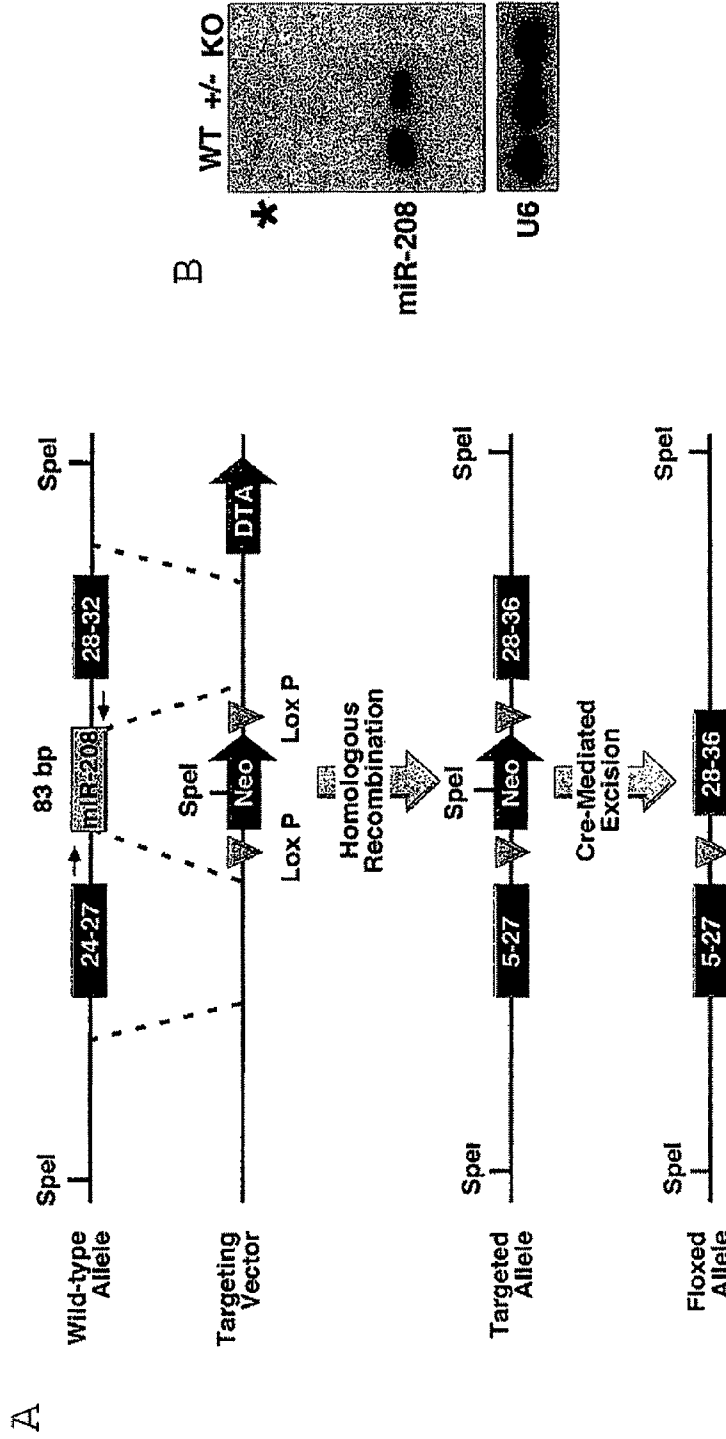 A
Wild-type
Allele
SpeI
24-27
83 bp
miR-208
28-32
SpeI
Targeting
Vector
Lox P
SpeI
Neo
Lox P
DTA
Homologous
Recombination
Targeted
Allele
SpeI
5-27
SpeI
Neo
28-36
SpeI
Cre-Mediated
Excision
Floxed
Allele
SpeI
5-27
28-36
SpeI
B
WT +/- KO
*
miR-208
U6